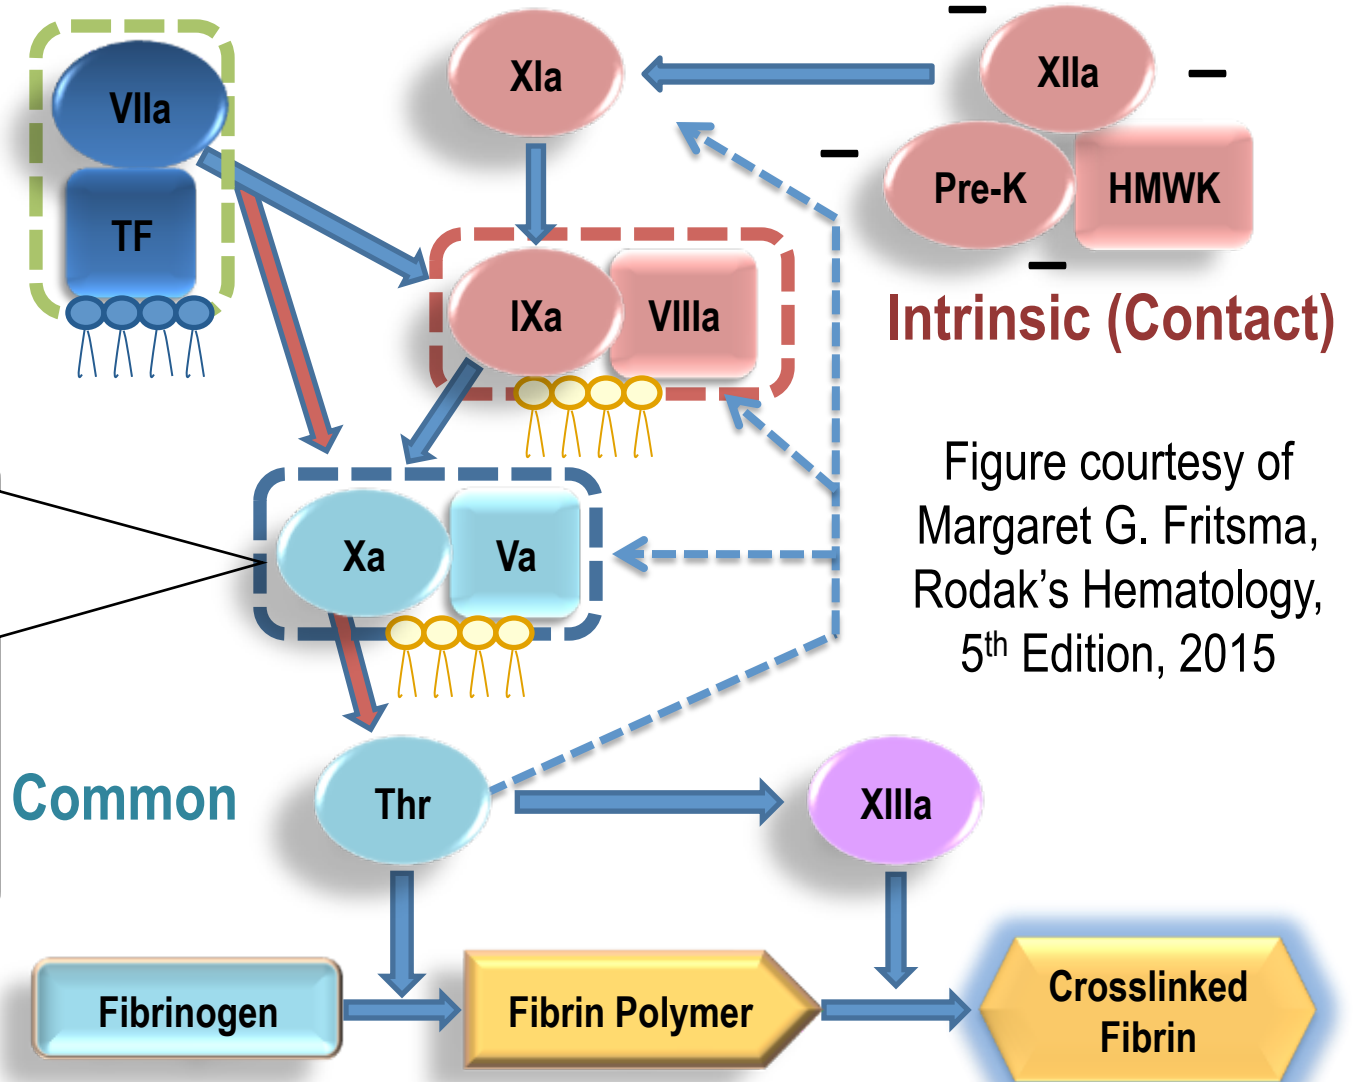 VIIa
TF
XIa
XIIa
Pre-K
HMWK
Intrinsic (Contact)
IXa
VIIIa
Figure courtesy of
Margaret G. Fritsma,
Rodak’s Hematology,
5th Edition, 2015
Xa
Va
Common
Thr
XIIIa
Fibrinogen
Fibrin Polymer
Crosslinked
Fibrin